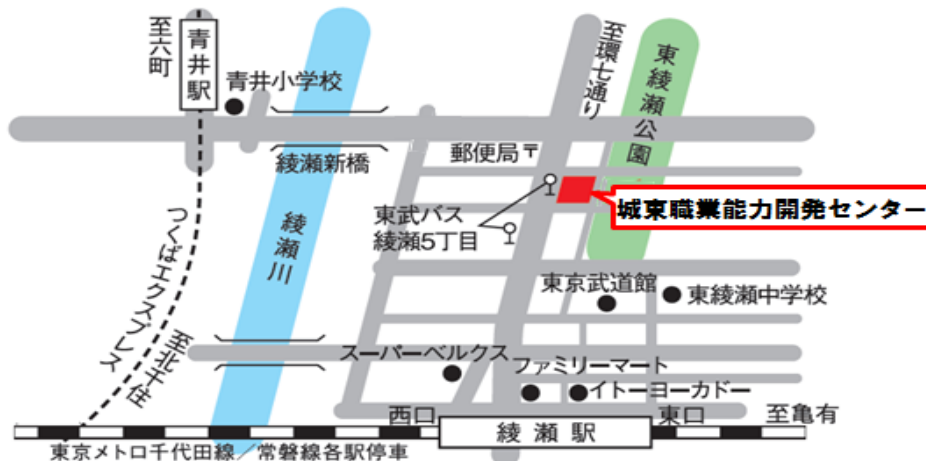 至六町
青井駅
青井小学校
至環七通り
東綾瀬公園
綾瀬新橋
郵便局〒
城東職業能力開発センター
東武バス
綾瀬5丁目
綾瀬川
つくばエクスプレス
至北千住
東京武道館
東綾瀬中学校
スーパーベルクス
ファミリーマート
イトーヨーカドー
西口
綾瀬駅
東口
至亀有
東京メトロ千代田線／常磐線各駅停車